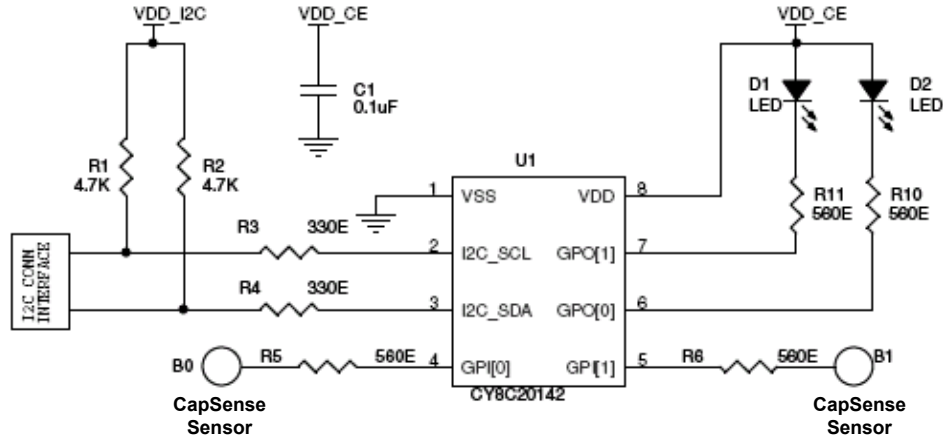 VDD_I2C
VDD_CE
VDD_CE
C1
0.1uF
D1
LED
D2
LED
R1
4.7K
R2
4.7K
U1
R11
560E
R10
560E
1
VSS
VDD
8
R3
330E
2
I2C_SCL
GPO[1]
7
I2C CONN
INTERFACE
R4
330E
3
I2C_SDA
GPO[0]
6
B0
R5
560E
4
GPI[0]
GPI[1]
5
R6
560E
B1
CY8C20142
CapSense
Sensor
CapSense
Sensor